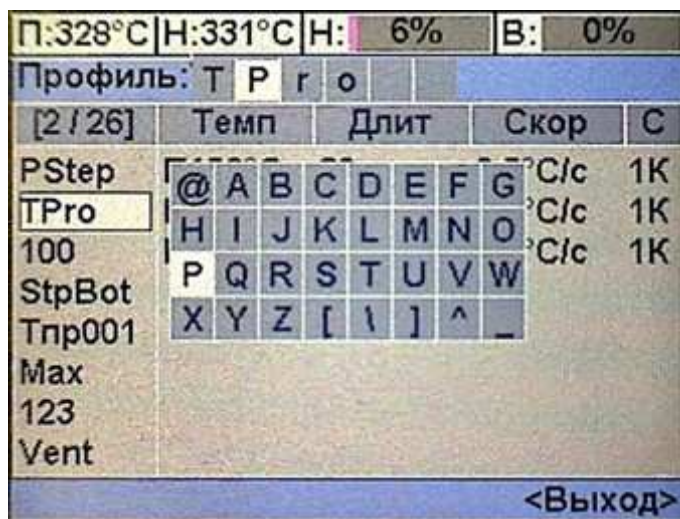 П:328°C Н:331°C Н: 6% В: 0%
Профиль: T P r o
[2 / 26] Темп Длит Скор С
PStep °C/с 1К
TPro °C/с 1К
100 °C/с 1К
StpBot
Тпр001
Max
123
Vent
@ A B C D E F G
H I J K L M N O
P Q R S T U V W
X Y Z [ \ ] ^ _
<Выход>